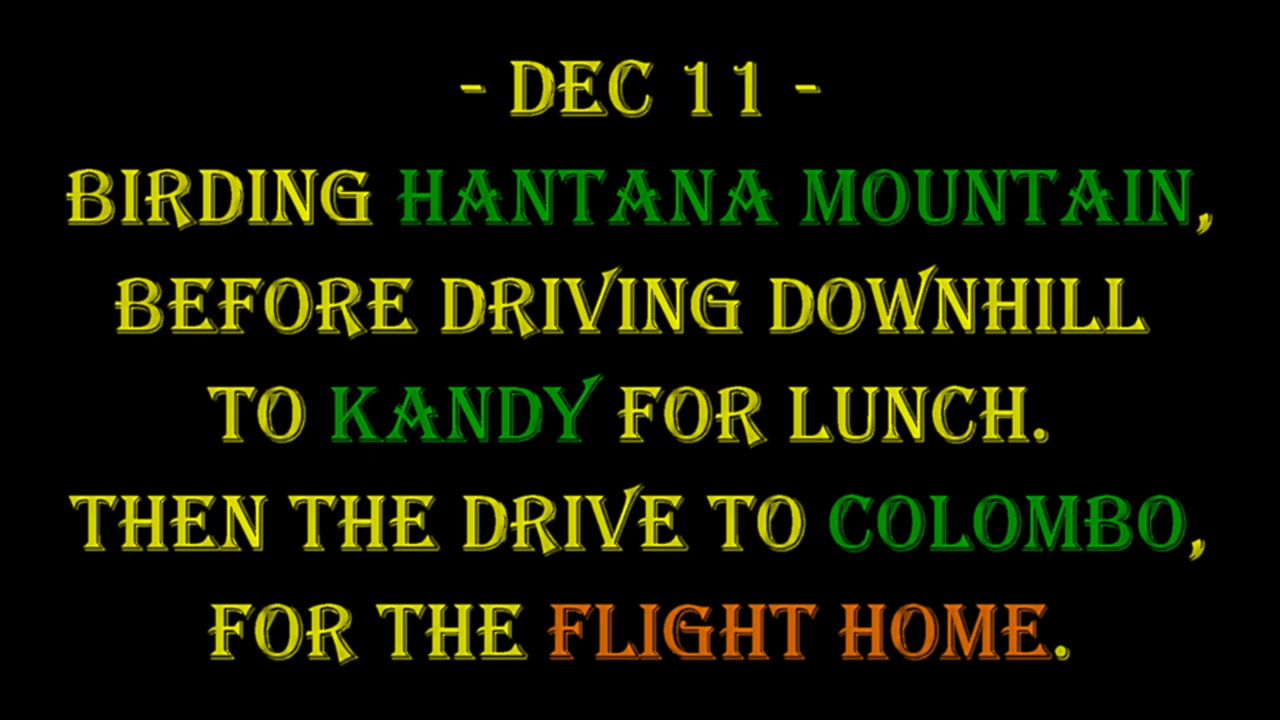 - DEC 11 -
BIRDING HANTANA MOUNTAIN,
BEFORE DRIVING DOWNHILL
TO KANDY FOR LUNCH.
THEN THE DRIVE TO COLOMBO,
FOR THE FLIGHT HOME.